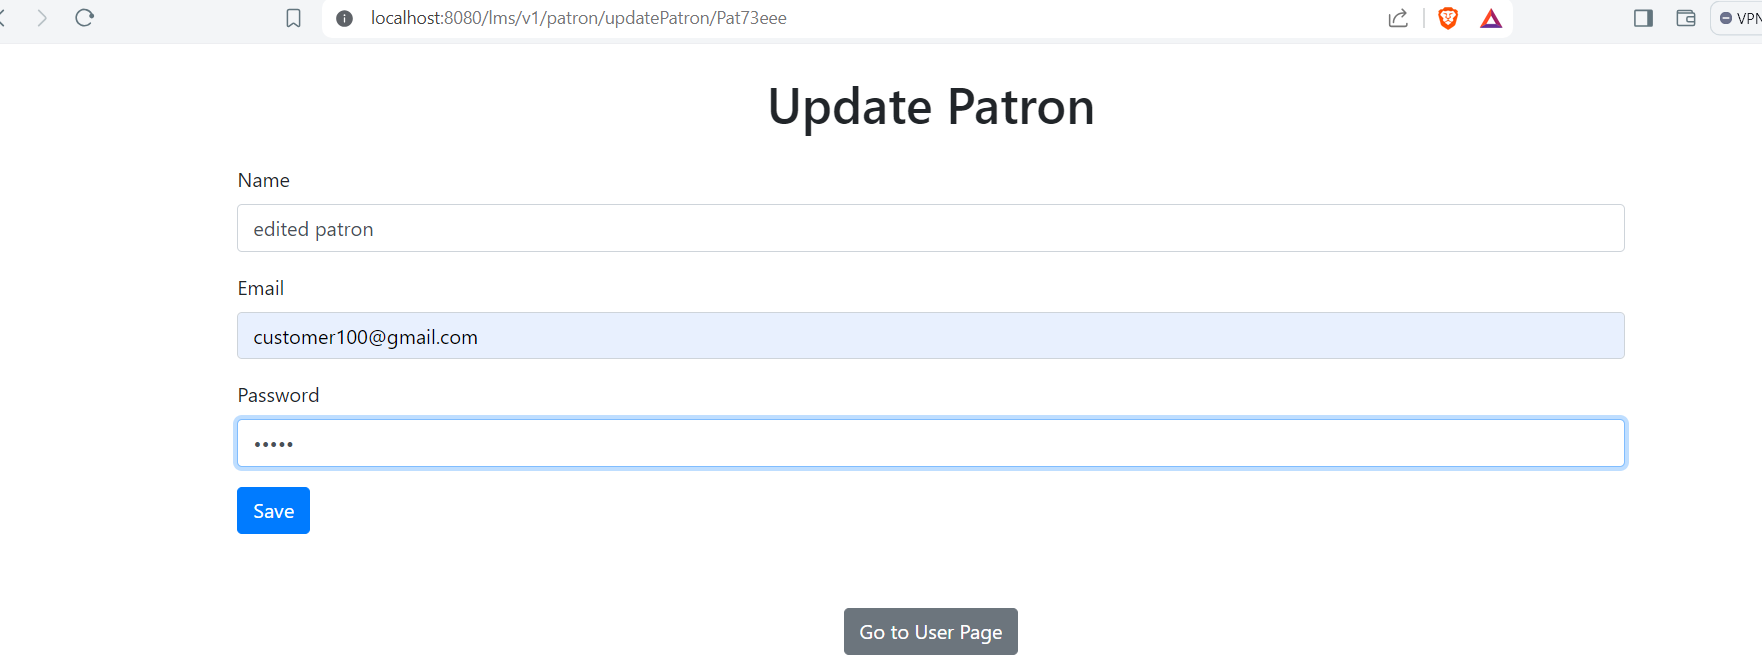 localhost:8080/lms/v1/patron/updatePatron/Pat73eee
Update Patron
Name
edited patron
Email
customer100@gmail.com
Password
•••••
Save
Go to User Page